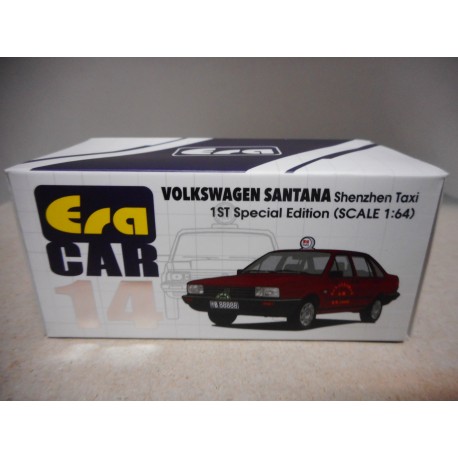 Era
Era
CAR
14
VOLKSWAGEN SANTANA Shenzhen Taxi
1ST Special Edition (SCALE 1:64)